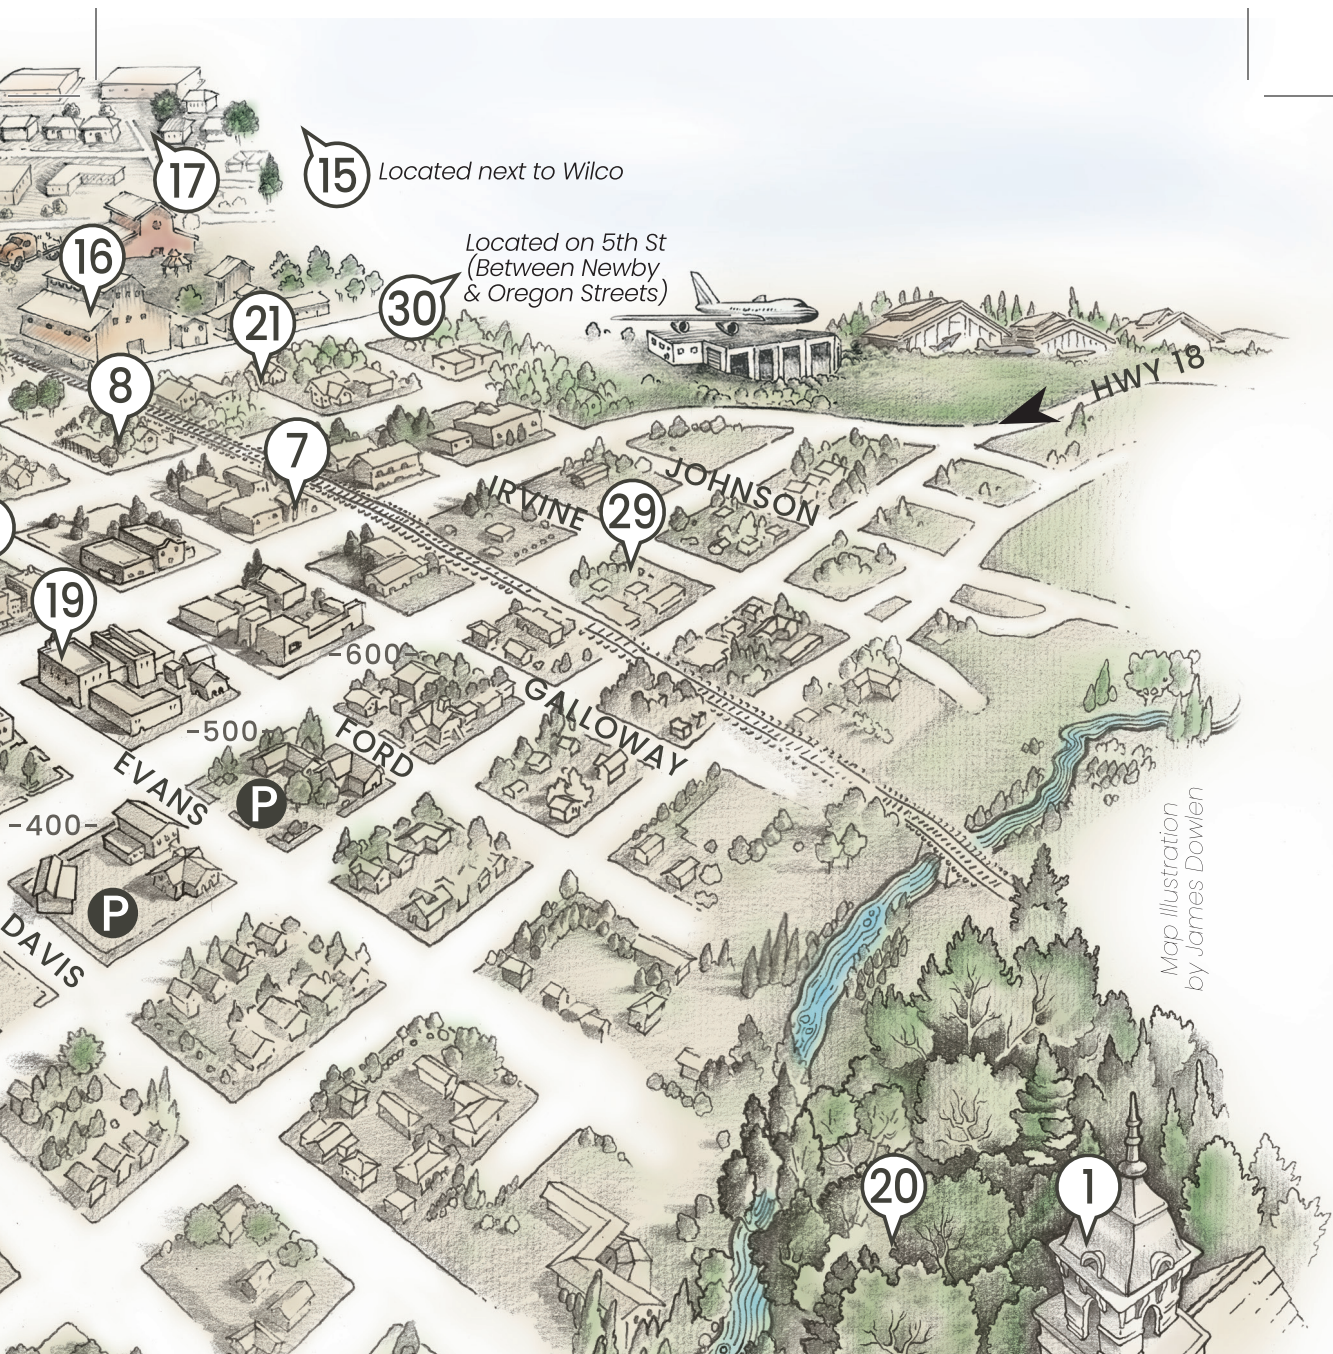 17
15 Located next to Wilco
16
Located on 5th St
(Between Newby
& Oregon Streets)
30
21
8
7
HWY 18
JOHNSON
IRVINE
29
19
-600-
-500-
GALLOWAY
FORD
EVANS
P
-400-
P
DAVIS
Map Illustration
by James Dowlen
20
1